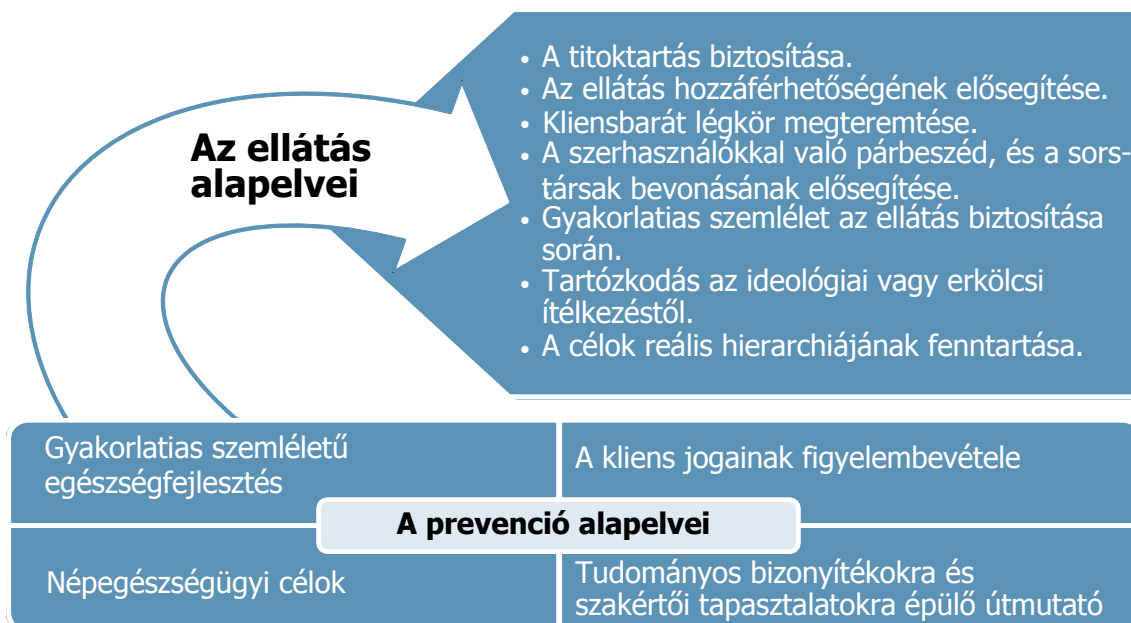 Az ellátás
alapelvei
• A titoktartás biztosítása.
• Az ellátás hozzáférhetőségének elősegítése.
• Kliensbarát légkör megteremtése.
• A szerhasználókkal való párbeszéd, és a sors-
társak bevonásának elősegítése.
• Gyakorlatias szemlélet az ellátás biztosítása
során.
• Tartózkodás az ideológiai vagy erkölcsi
ítélkezéstől.
• A célok reális hierarchiájának fenntartása.
Gyakorlatias szemléletű
egészségfejlesztés
A kliens jogainak figyelembevétele
A prevenció alapelvei
Népegészségügyi célok
Tudományos bizonyítékokra és
szakértői tapasztalatokra épülő útmutató